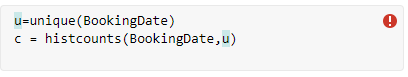 u=unique(BookingDate)
c = histcounts(BookingDate,u)